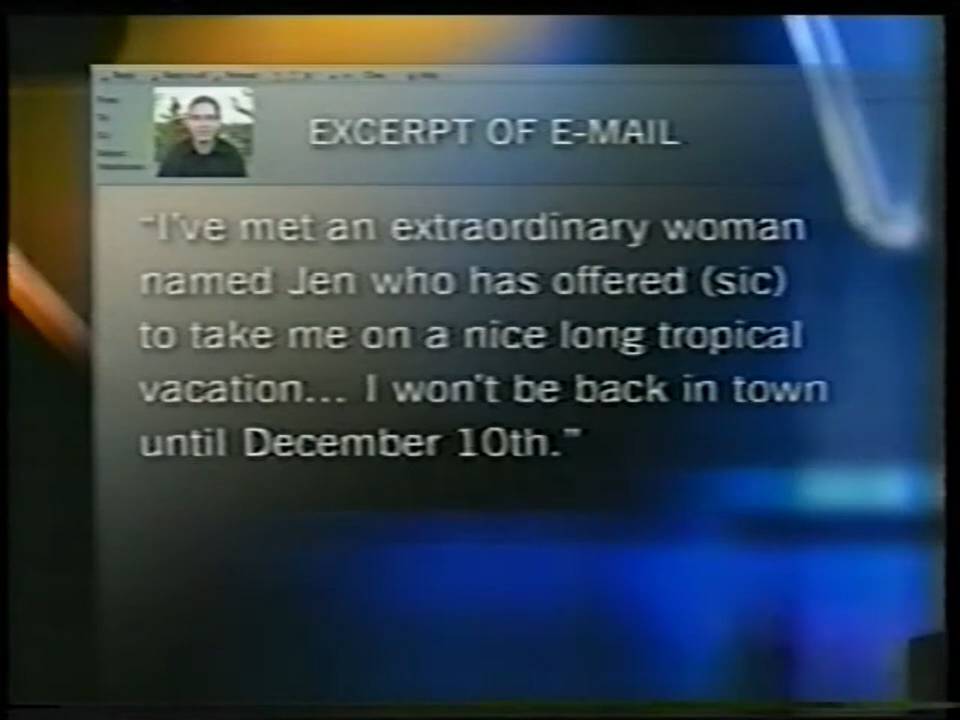 EXCERPT OF E-MAIL
"I've met an extraordinary woman
named Jen who has offered (sic)
to take me on a nice long tropical
vacation... I won't be back in town
until December 10th."